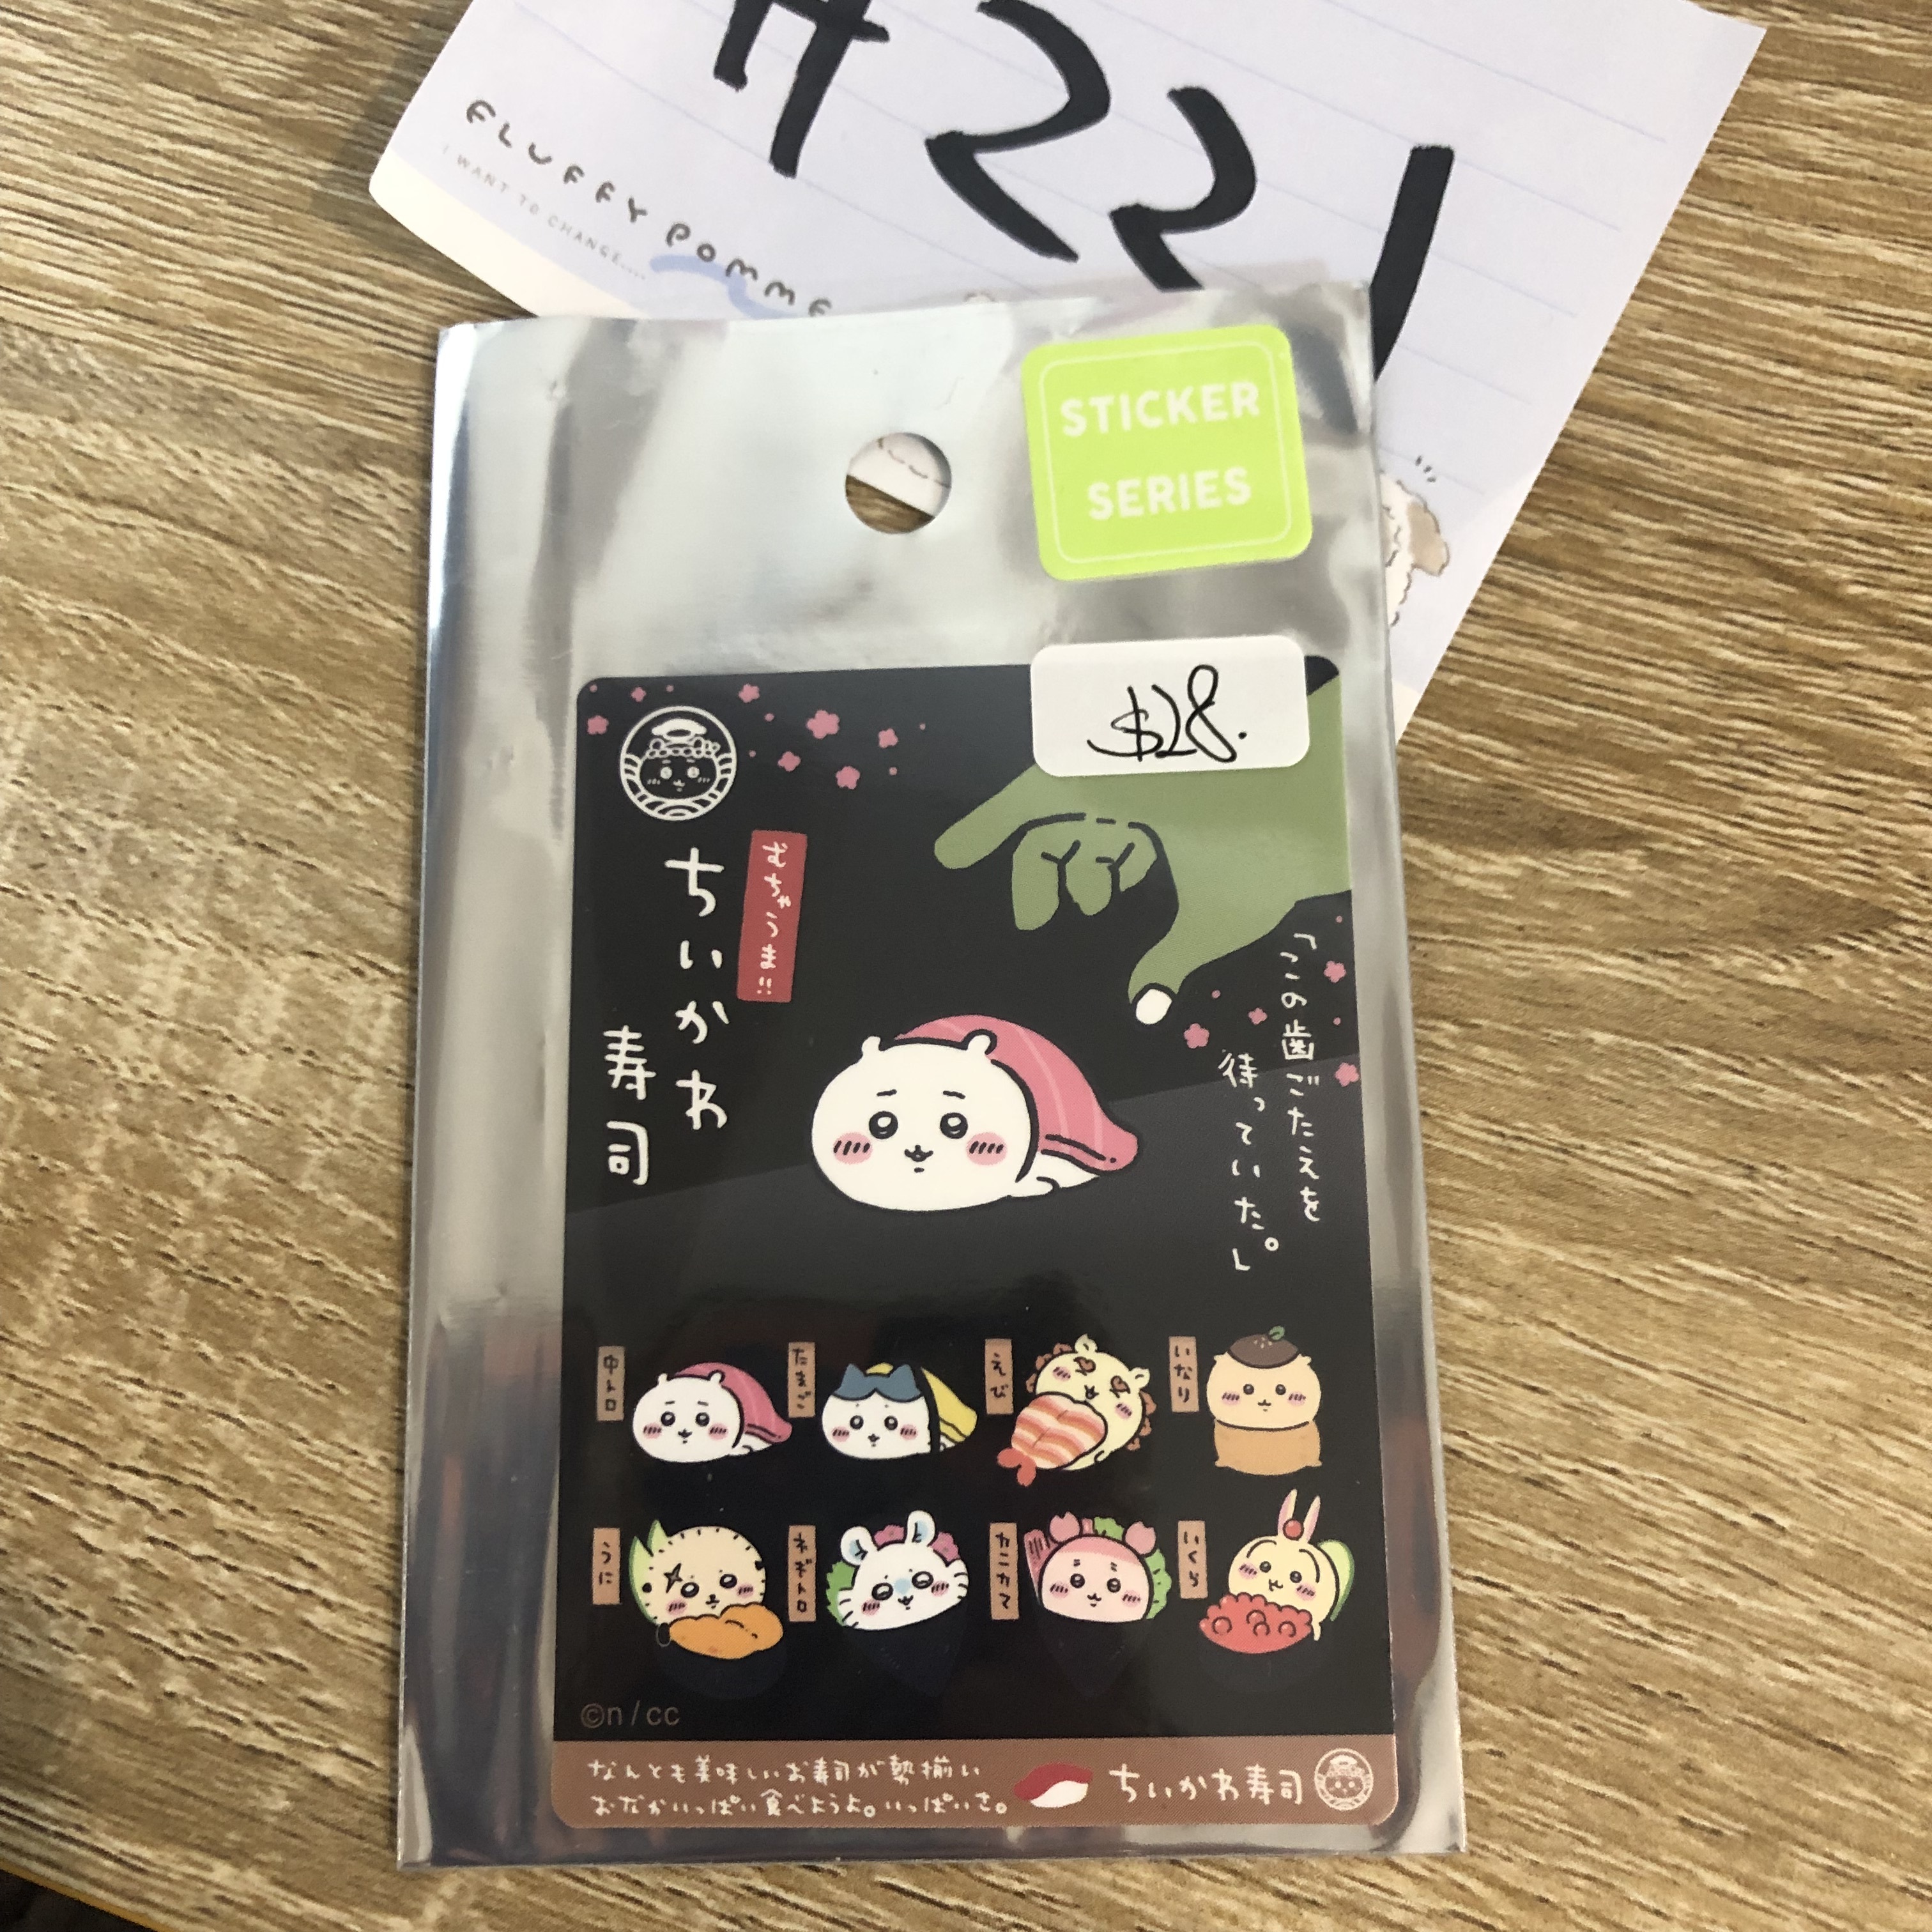 #221
FLUFFY POMME
I WANT TO CHANGE....
STICKER
SERIES
$28.
むちゃうま!!
ちいかわ
寿司
「この歯ごたえを
待っていた。」
中トロ
たまご
えび
いなり
うに
ネギトロ
カニカマ
いくら
©n/cc
なんとも美味しいお寿司が勢揃い
おなかいっぱい食べようよ。いっぱいさ。
ちいかわ寿司